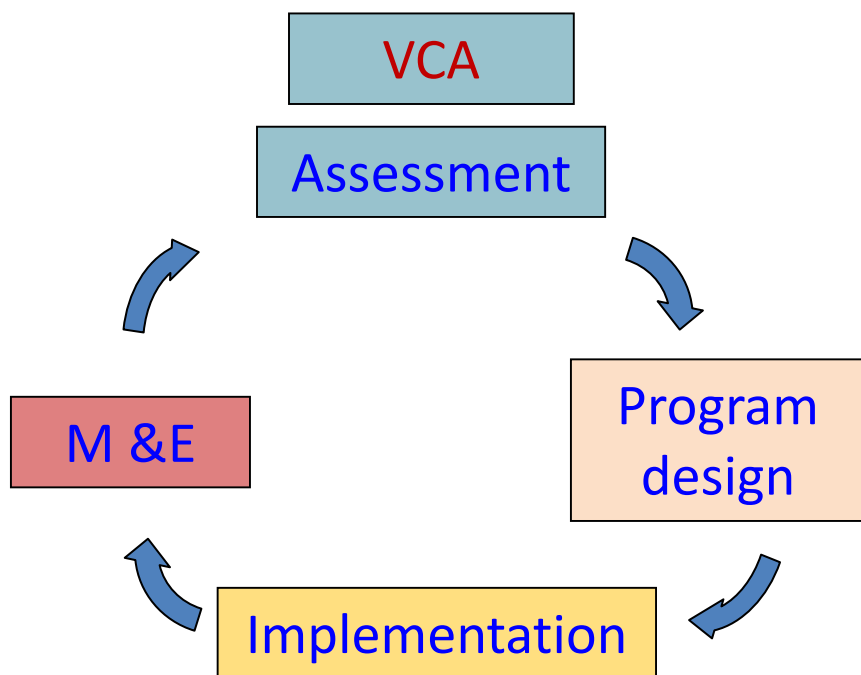 VCA
Assessment
Program
design
M &E
Implementation